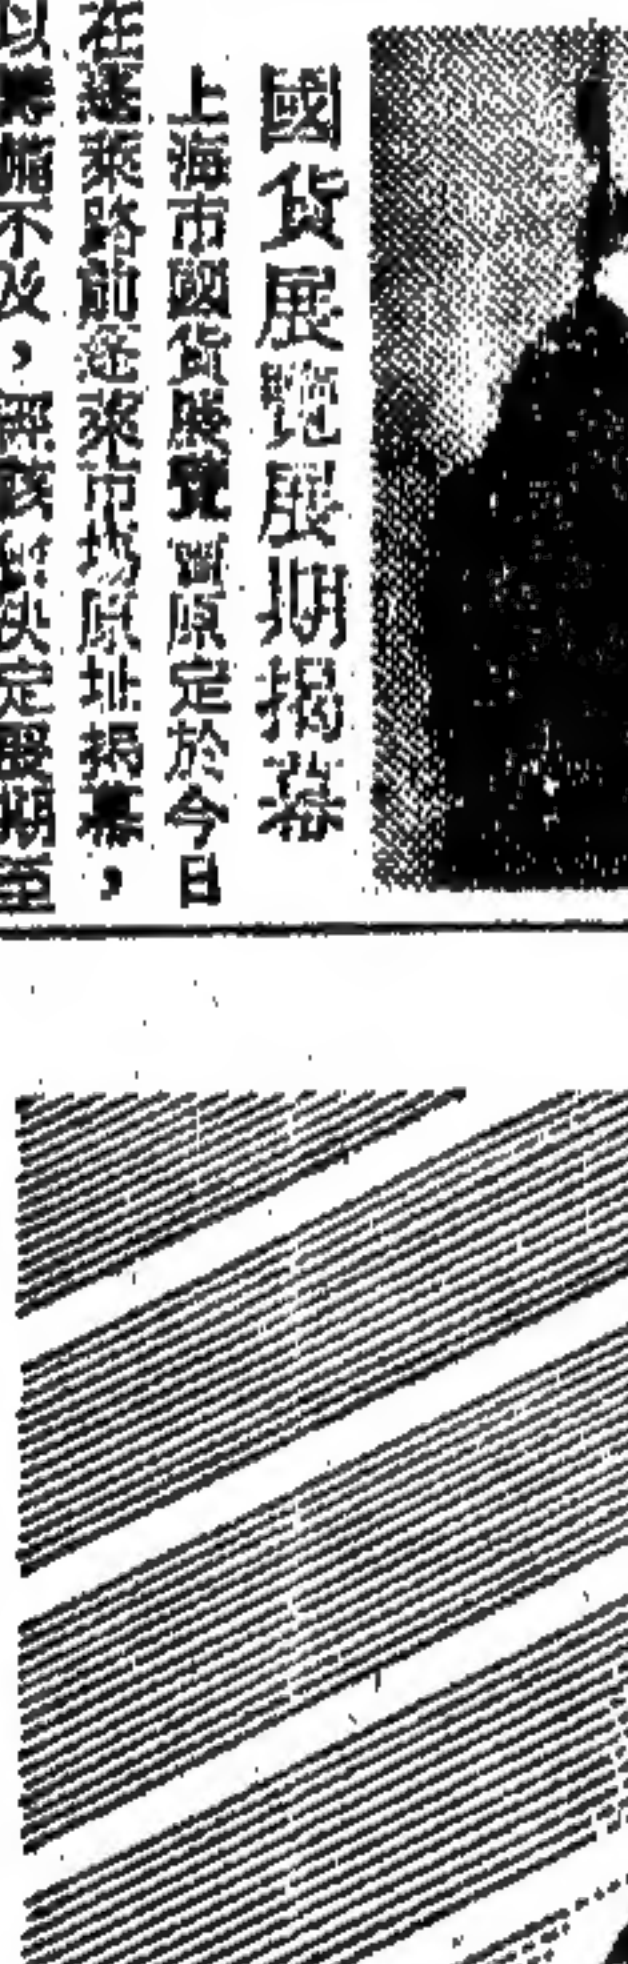 國貨展覽展期揭幕
上海市國貨展覽會原定於今日
在蓬萊路前蓬萊市場原址揭幕，
以籌備不及，經該會決定展期至